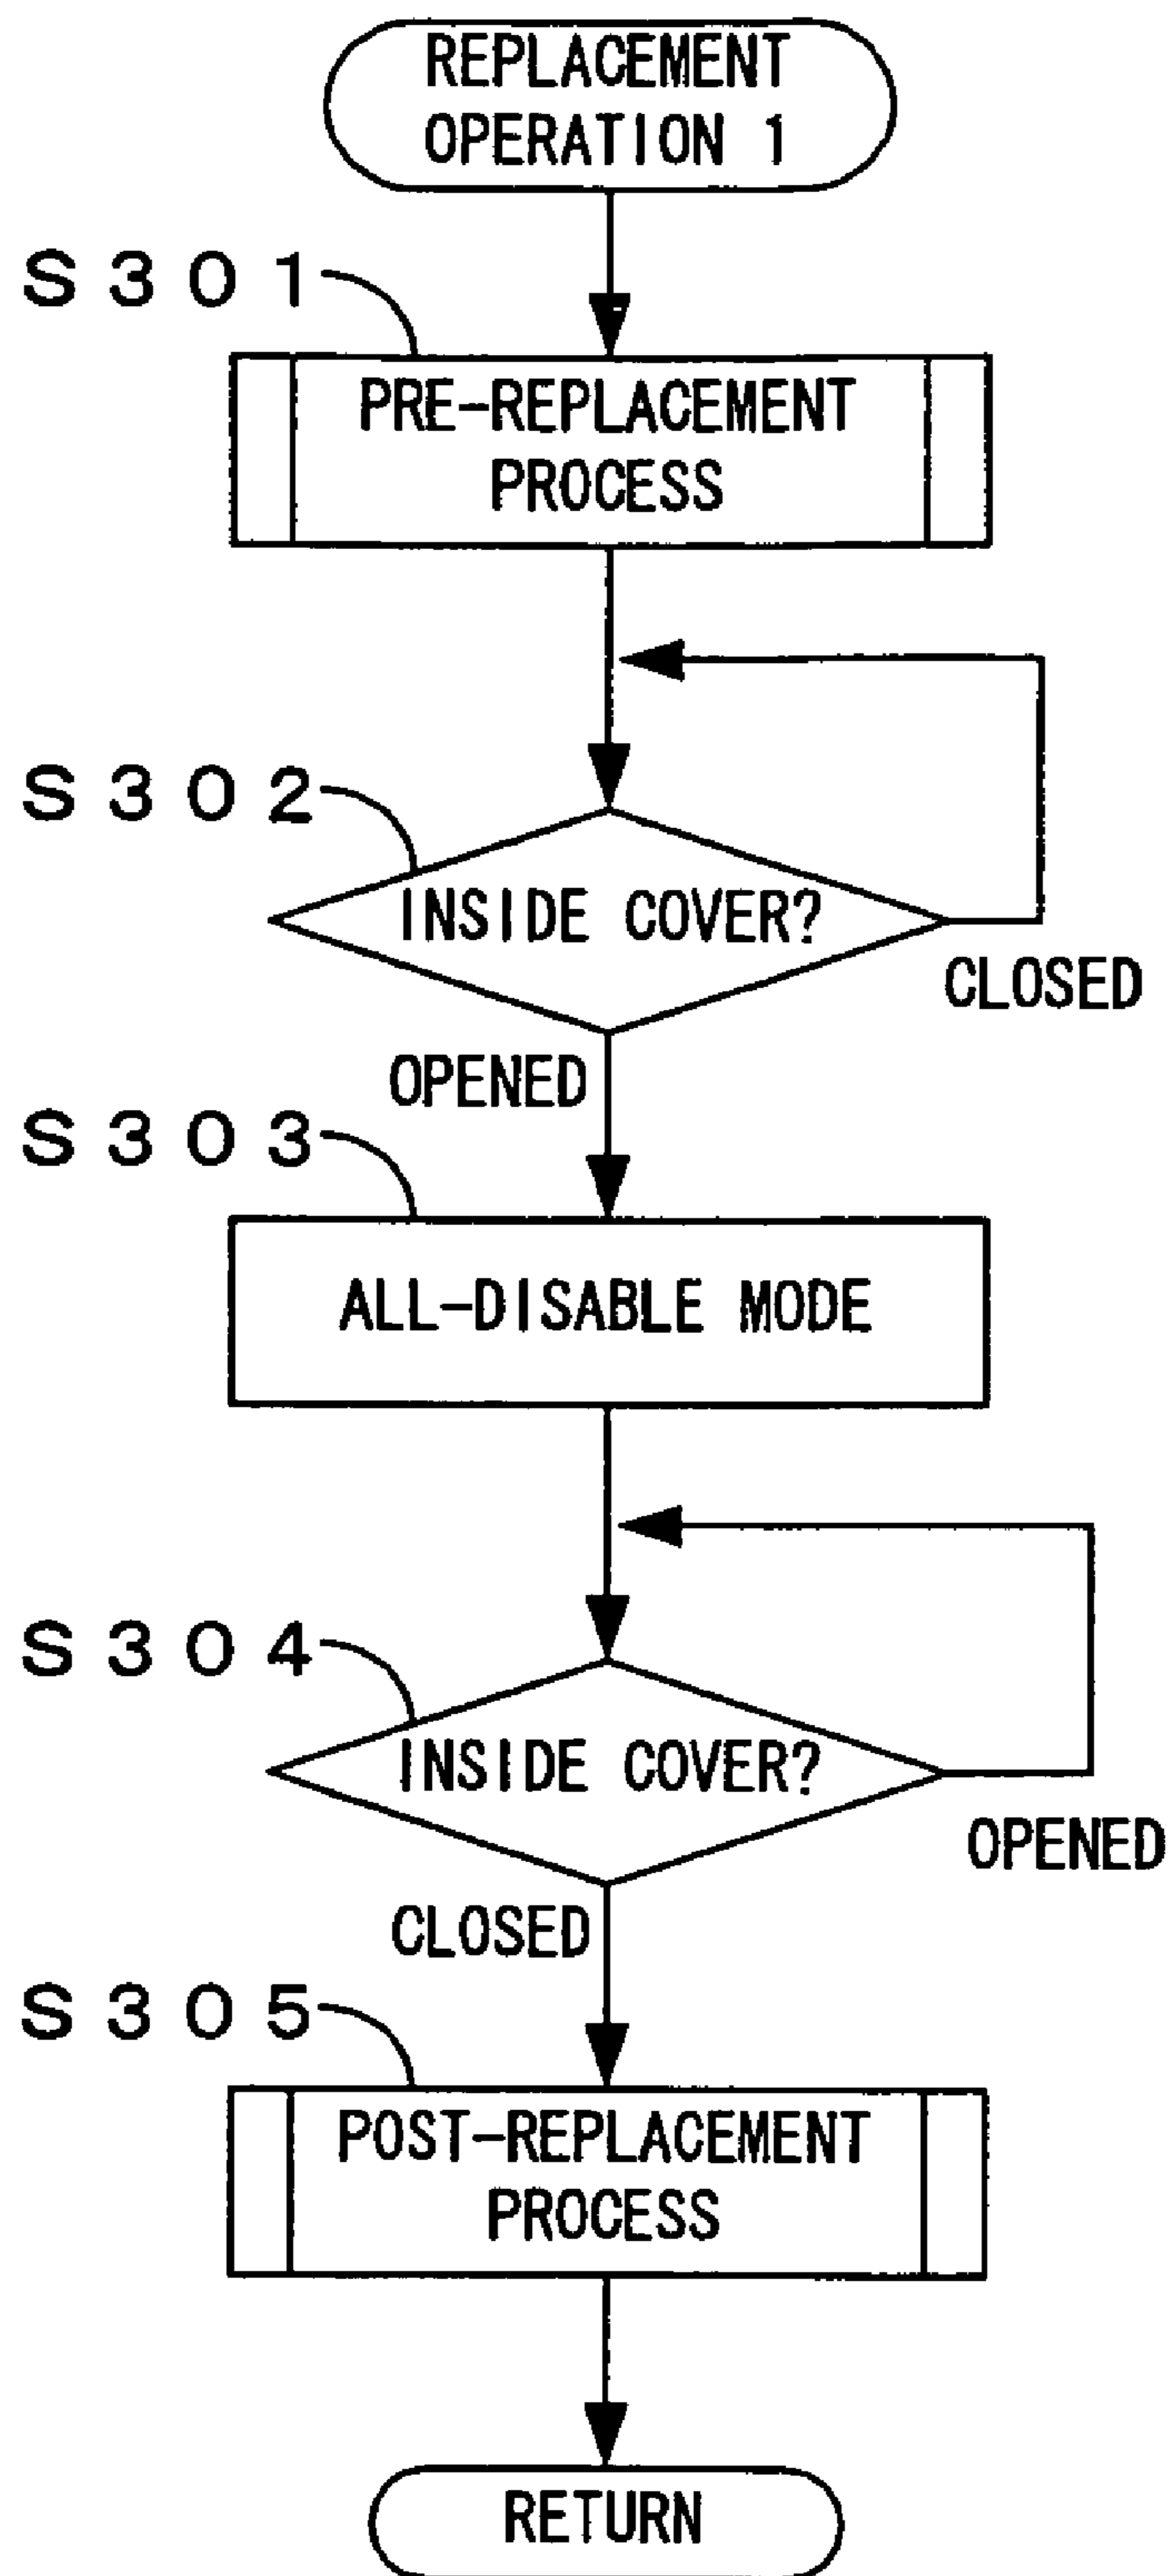 REPLACEMENT
OPERATION 1
S301
PRE-REPLACEMENT
PROCESS
S302
INSIDE COVER?
CLOSED
OPENED
S303
ALL-DISABLE MODE
S304
INSIDE COVER?
OPENED
CLOSED
S305
POST-REPLACEMENT
PROCESS
RETURN